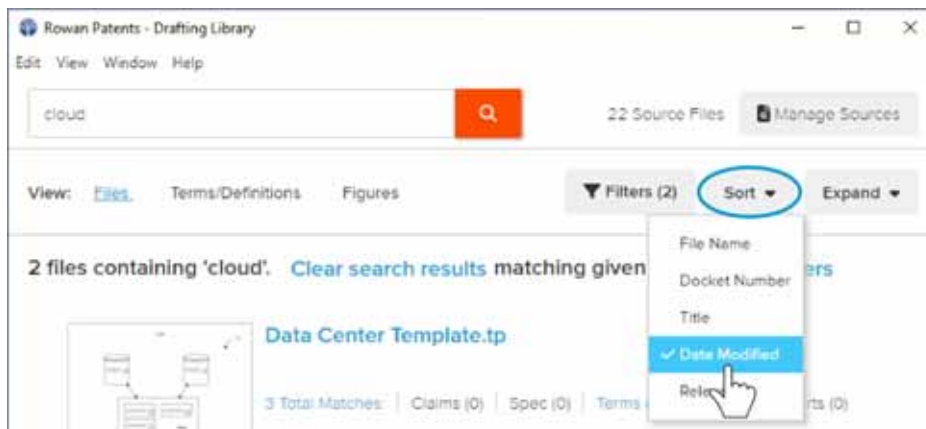 Rowan Patents - Drafting Library
Edit View Window Help
cloud 22 Source Files Manage Sources
View: Files Terms/Definitions Figures Filters (2) Sort Expand
File Name
2 files containing 'cloud'. Clear search results matching given
Docket Number
Title
Data Center Template.tp
Date Modified
3 Total Matches Claims (0) Spec (0) Terms